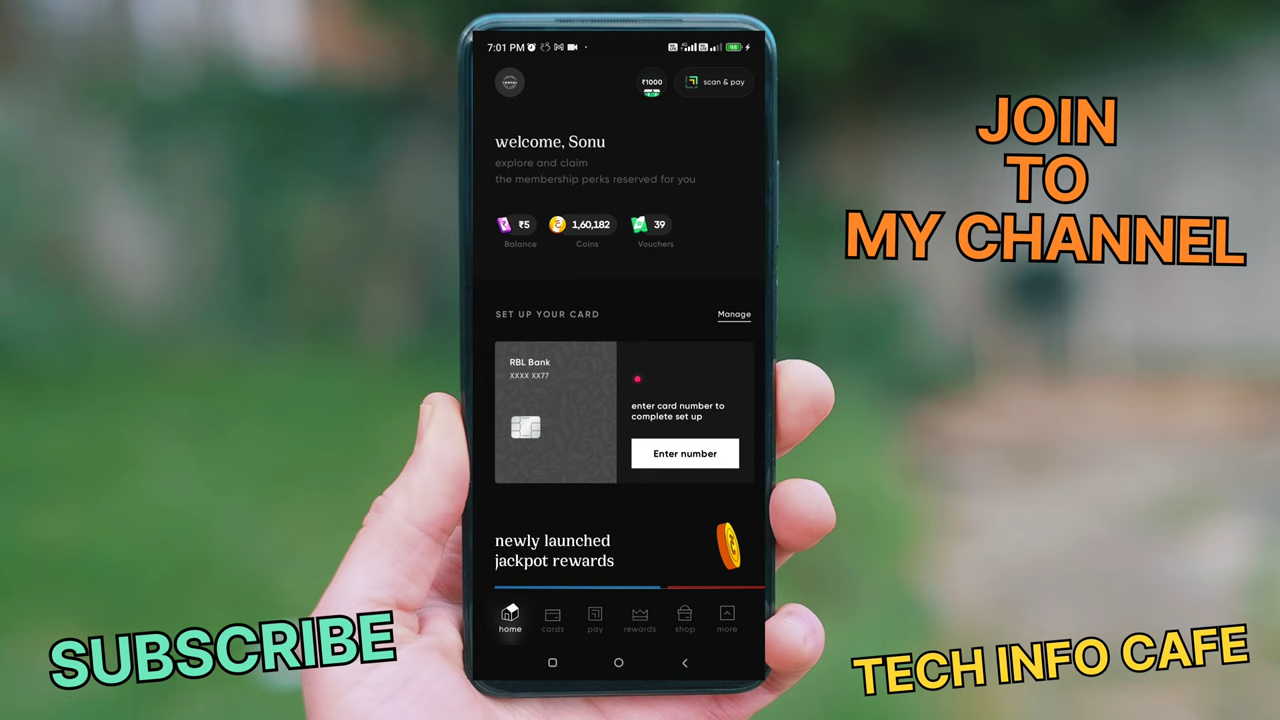 7:01 PM
98
₹1000
scan & pay
welcome, Sonu
explore and claim
the membership perks reserved for you
₹5
1,60,182
39
Balance
Coins
Vouchers
SET UP YOUR CARD
Manage
RBL Bank
XXXX XX77
enter card number to
complete set up
Enter number
newly launched
jackpot rewards
home
cards
pay
rewards
shop
more
JOIN
TO
MY CHANNEL
SUBSCRIBE
TECH INFO CAFE